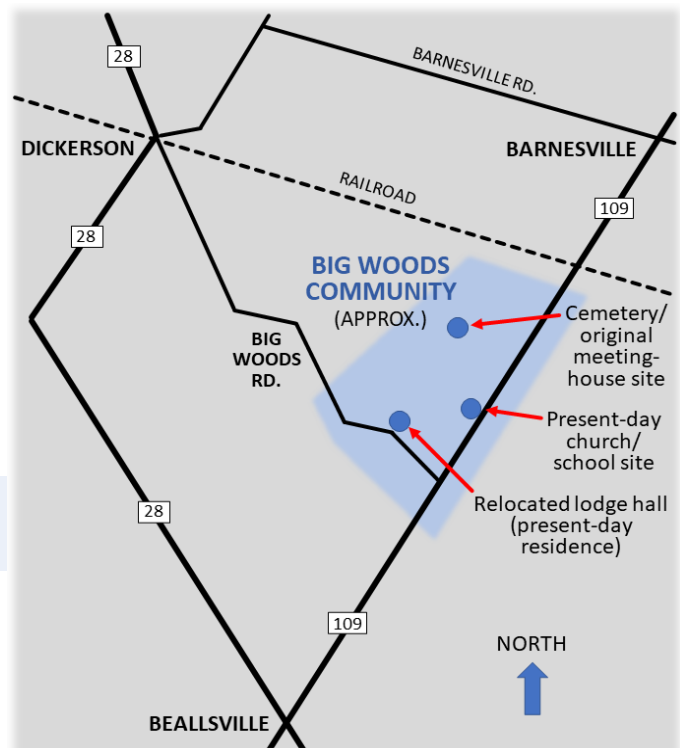 28
BARNESVILLE RD.
DICKERSON
BARNESVILLE
RAILROAD
109
28
BIG WOODS
COMMUNITY
(APPROX.)
Cemetery/
original
meeting-
house site
BIG
WOODS
RD.
Present-day
church/
school site
Relocated lodge hall
(present-day
residence)
28
109
NORTH
BEALLSVILLE